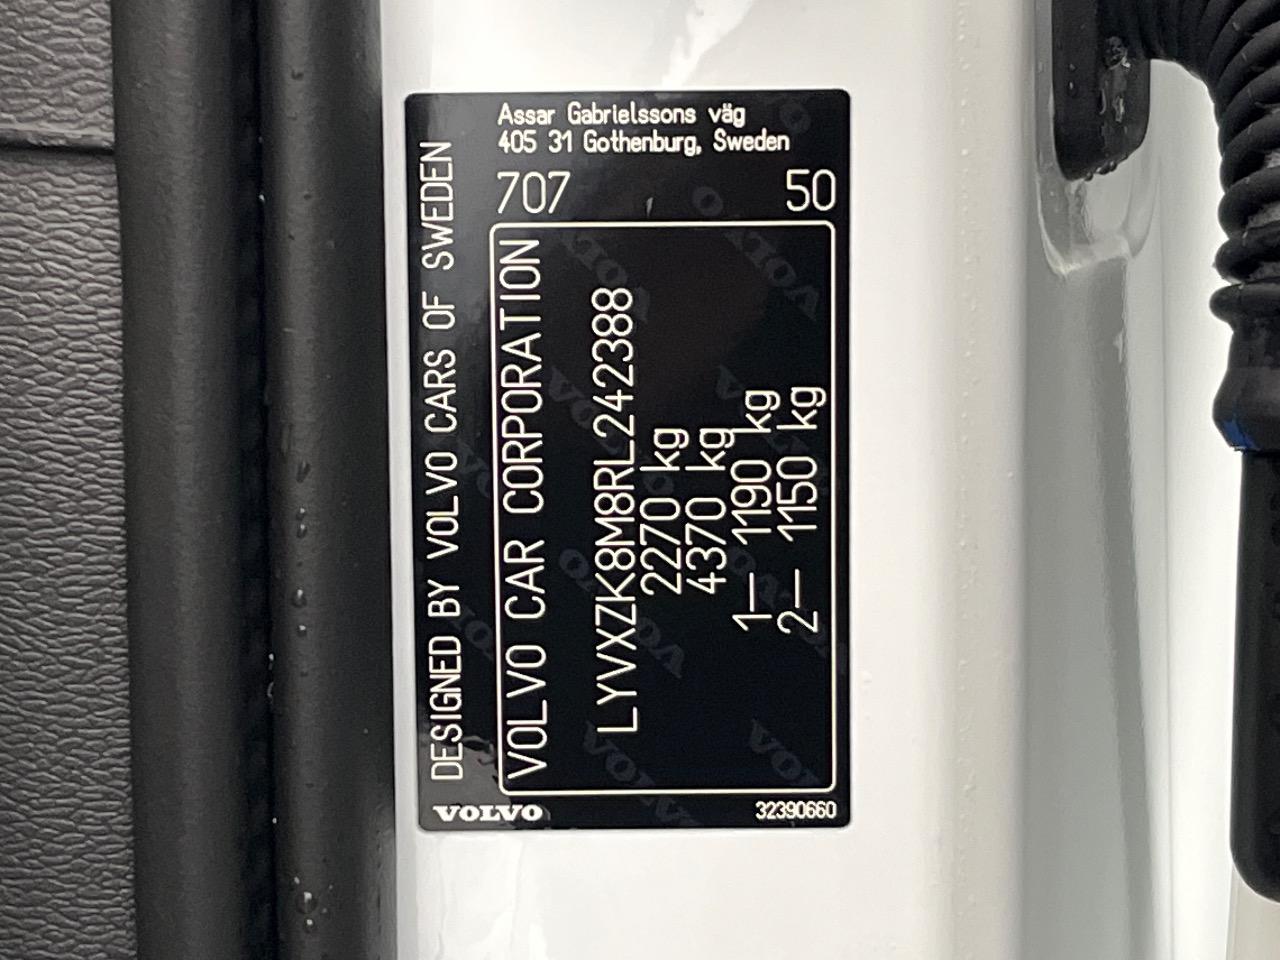 Assar Gabrielssons väg
405 31 Gothenburg, Sweden
707 50
DESIGNED BY VOLVO CARS OF SWEDEN
VOLVO CAR CORPORATION
LYVXZK8M8RL242388
2270 kg
4370 kg
1– 1190 kg
2– 1150 kg
VOLVO
32390660